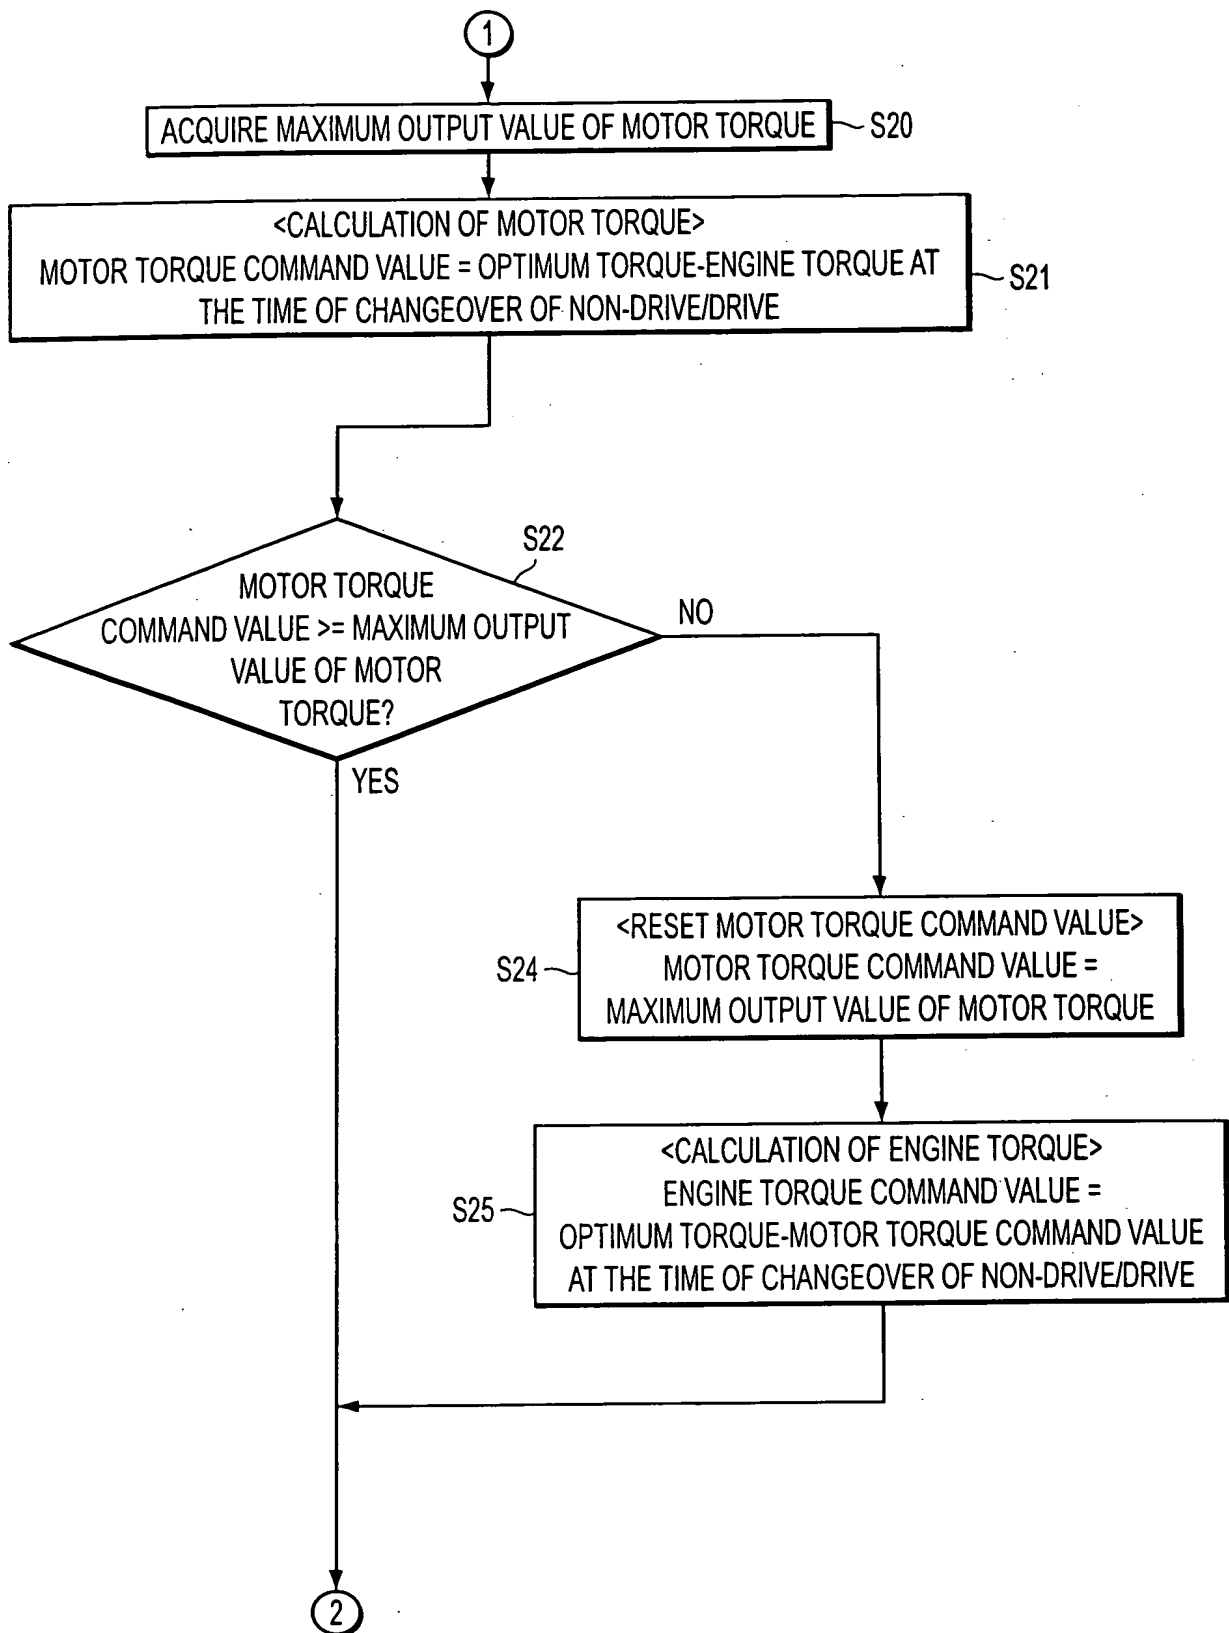 1
ACQUIRE MAXIMUM OUTPUT VALUE OF MOTOR TORQUE
S20
<CALCULATION OF MOTOR TORQUE>
MOTOR TORQUE COMMAND VALUE = OPTIMUM TORQUE-ENGINE TORQUE AT
THE TIME OF CHANGEOVER OF NON-DRIVE/DRIVE
S21
S22
MOTOR TORQUE
COMMAND VALUE >= MAXIMUM OUTPUT
VALUE OF MOTOR
TORQUE?
NO
YES
<RESET MOTOR TORQUE COMMAND VALUE>
MOTOR TORQUE COMMAND VALUE =
MAXIMUM OUTPUT VALUE OF MOTOR TORQUE
S24
<CALCULATION OF ENGINE TORQUE>
ENGINE TORQUE COMMAND VALUE =
OPTIMUM TORQUE-MOTOR TORQUE COMMAND VALUE
AT THE TIME OF CHANGEOVER OF NON-DRIVE/DRIVE
S25
2